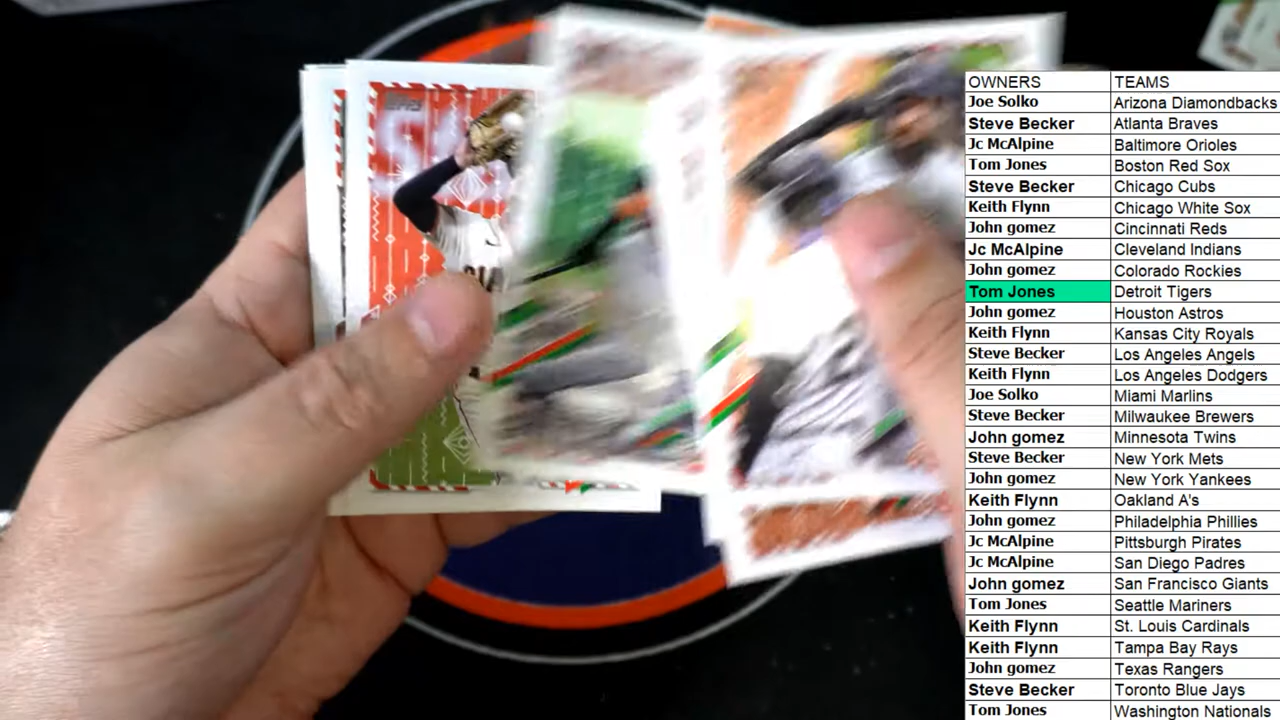 OWNERS TEAMS
Joe Solko Arizona Diamondbacks
Steve Becker Atlanta Braves
Jc McAlpine Baltimore Orioles
Tom Jones Boston Red Sox
Steve Becker Chicago Cubs
Keith Flynn Chicago White Sox
John gomez Cincinnati Reds
Jc McAlpine Cleveland Indians
John gomez Colorado Rockies
Tom Jones Detroit Tigers
John gomez Houston Astros
Keith Flynn Kansas City Royals
Steve Becker Los Angeles Angels
Keith Flynn Los Angeles Dodgers
Joe Solko Miami Marlins
Steve Becker Milwaukee Brewers
John gomez Minnesota Twins
Steve Becker New York Mets
John gomez New York Yankees
Keith Flynn Oakland A's
John gomez Philadelphia Phillies
Jc McAlpine Pittsburgh Pirates
Jc McAlpine San Diego Padres
John gomez San Francisco Giants
Tom Jones Seattle Mariners
Keith Flynn St. Louis Cardinals
Keith Flynn Tampa Bay Rays
John gomez Texas Rangers
Steve Becker Toronto Blue Jays
Tom Jones Washington Nationals